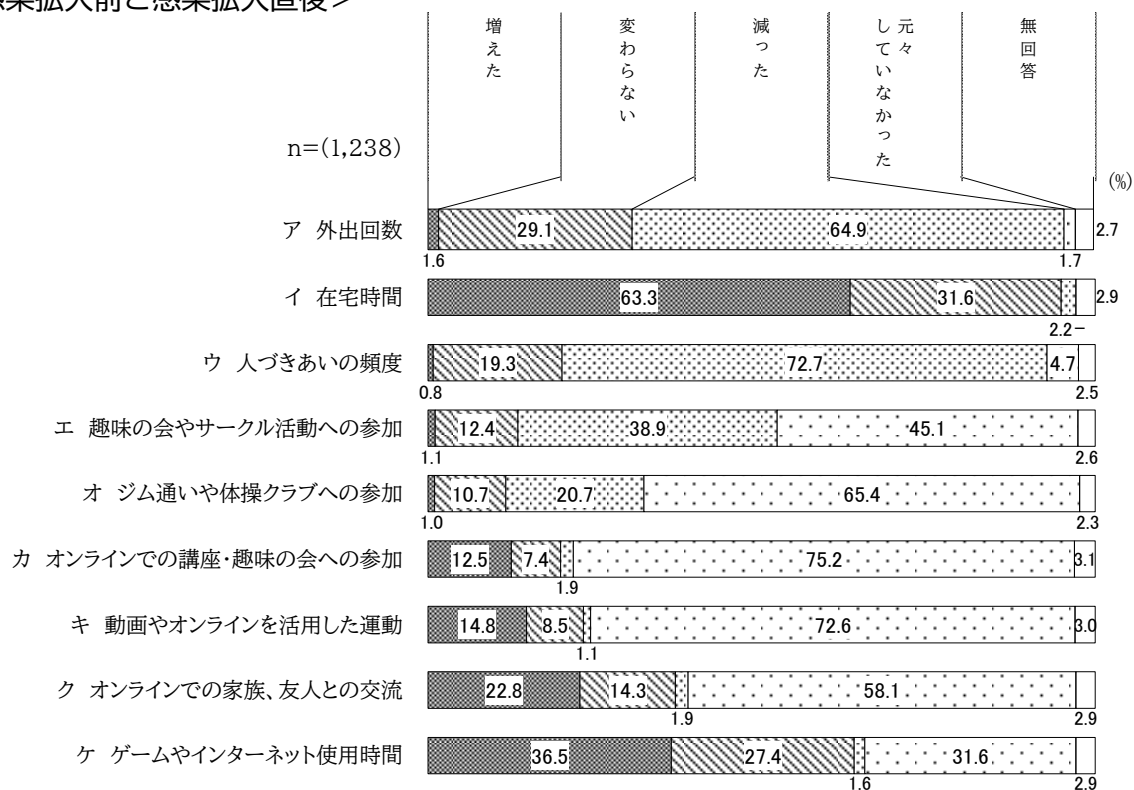 感染拡大前と感染拡大直後>
増えた
変わらない
減った
元々
していなかった
無回答
n=(1,238)
(%)
ア 外出回数
29.1
64.9
2.7
1.6
1.7
イ 在宅時間
63.3
31.6
2.9
2.2 −
ウ 人づきあいの頻度
19.3
72.7
4.7
0.8
2.5
エ 趣味の会やサークル活動への参加
12.4
38.9
45.1
1.1
2.6
オ ジム通いや体操クラブへの参加
10.7
20.7
65.4
1.0
2.3
カ オンラインでの講座・趣味の会への参加
12.5
7.4
75.2
3.1
1.9
キ 動画やオンラインを活用した運動
14.8
8.5
72.6
3.0
1.1
ク オンラインでの家族、友人との交流
22.8
14.3
58.1
1.9
2.9
ケ ゲームやインターネット使用時間
36.5
27.4
31.6
1.6
2.9